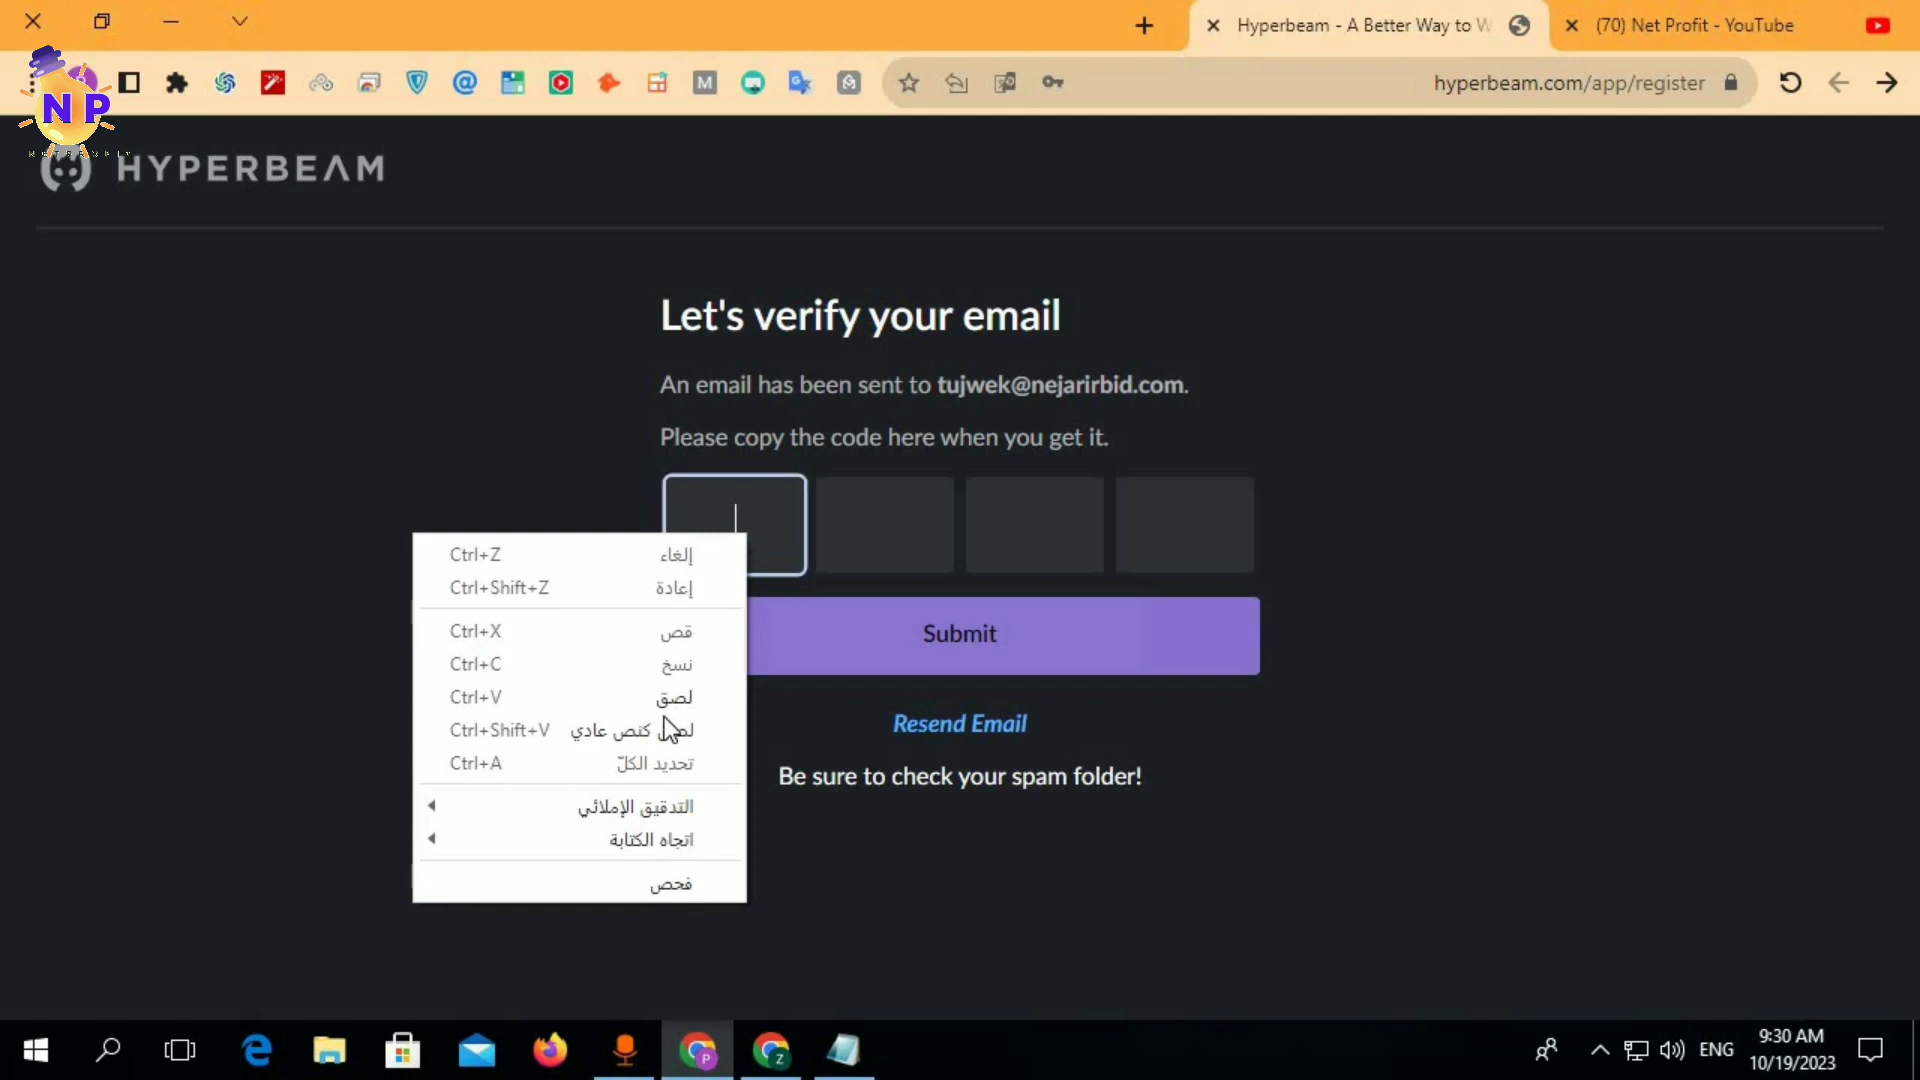 Hyperbeam - A Better Way to W
(70) Net Profit - YouTube
hyperbeam.com/app/register
NP
HYPERBEAM
Let's verify your email
An email has been sent to tujwek@nejarirbid.com.
Please copy the code here when you get it.
إلغاء Ctrl+Z
إعادة Ctrl+Shift+Z
قص Ctrl+X
نسخ Ctrl+C
لصق Ctrl+V
كنص عادي Ctrl+Shift+V
تحديد الكلّ Ctrl+A
التدقيق الإملائي
اتجاه الكتابة
فحص
Submit
Resend Email
Be sure to check your spam folder!
ENG
9:30 AM
10/19/2023